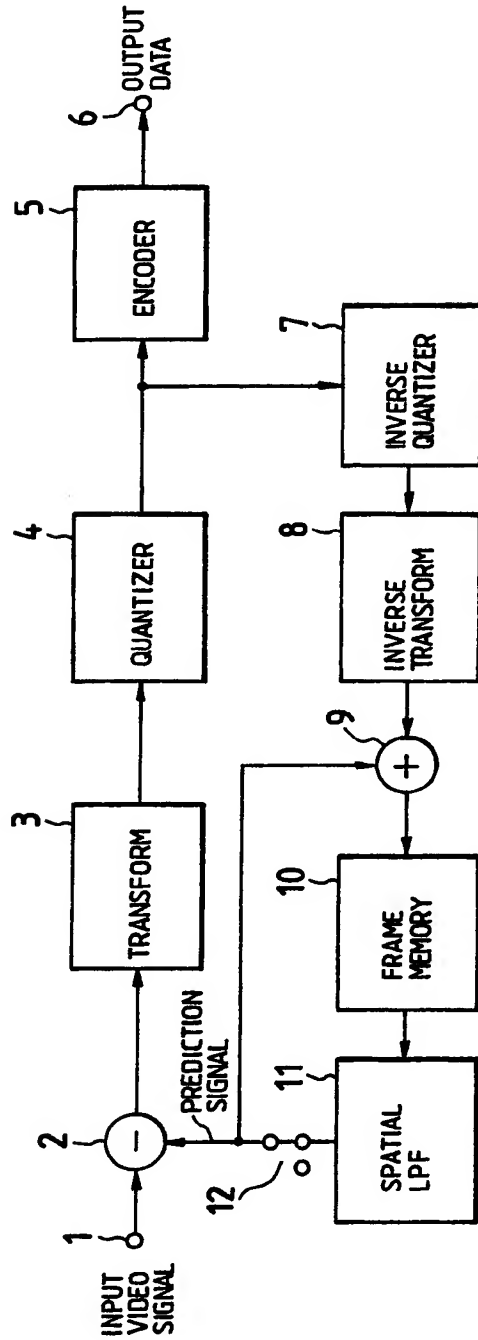 1
INPUT
VIDEO
SIGNAL
2
3
TRANSFORM
4
QUANTIZER
5
ENCODER
6
OUTPUT
DATA
PREDICTION
SIGNAL
7
INVERSE
QUANTIZER
8
INVERSE
TRANSFORM
9
10
FRAME
MEMORY
11
SPATIAL
LPF
12